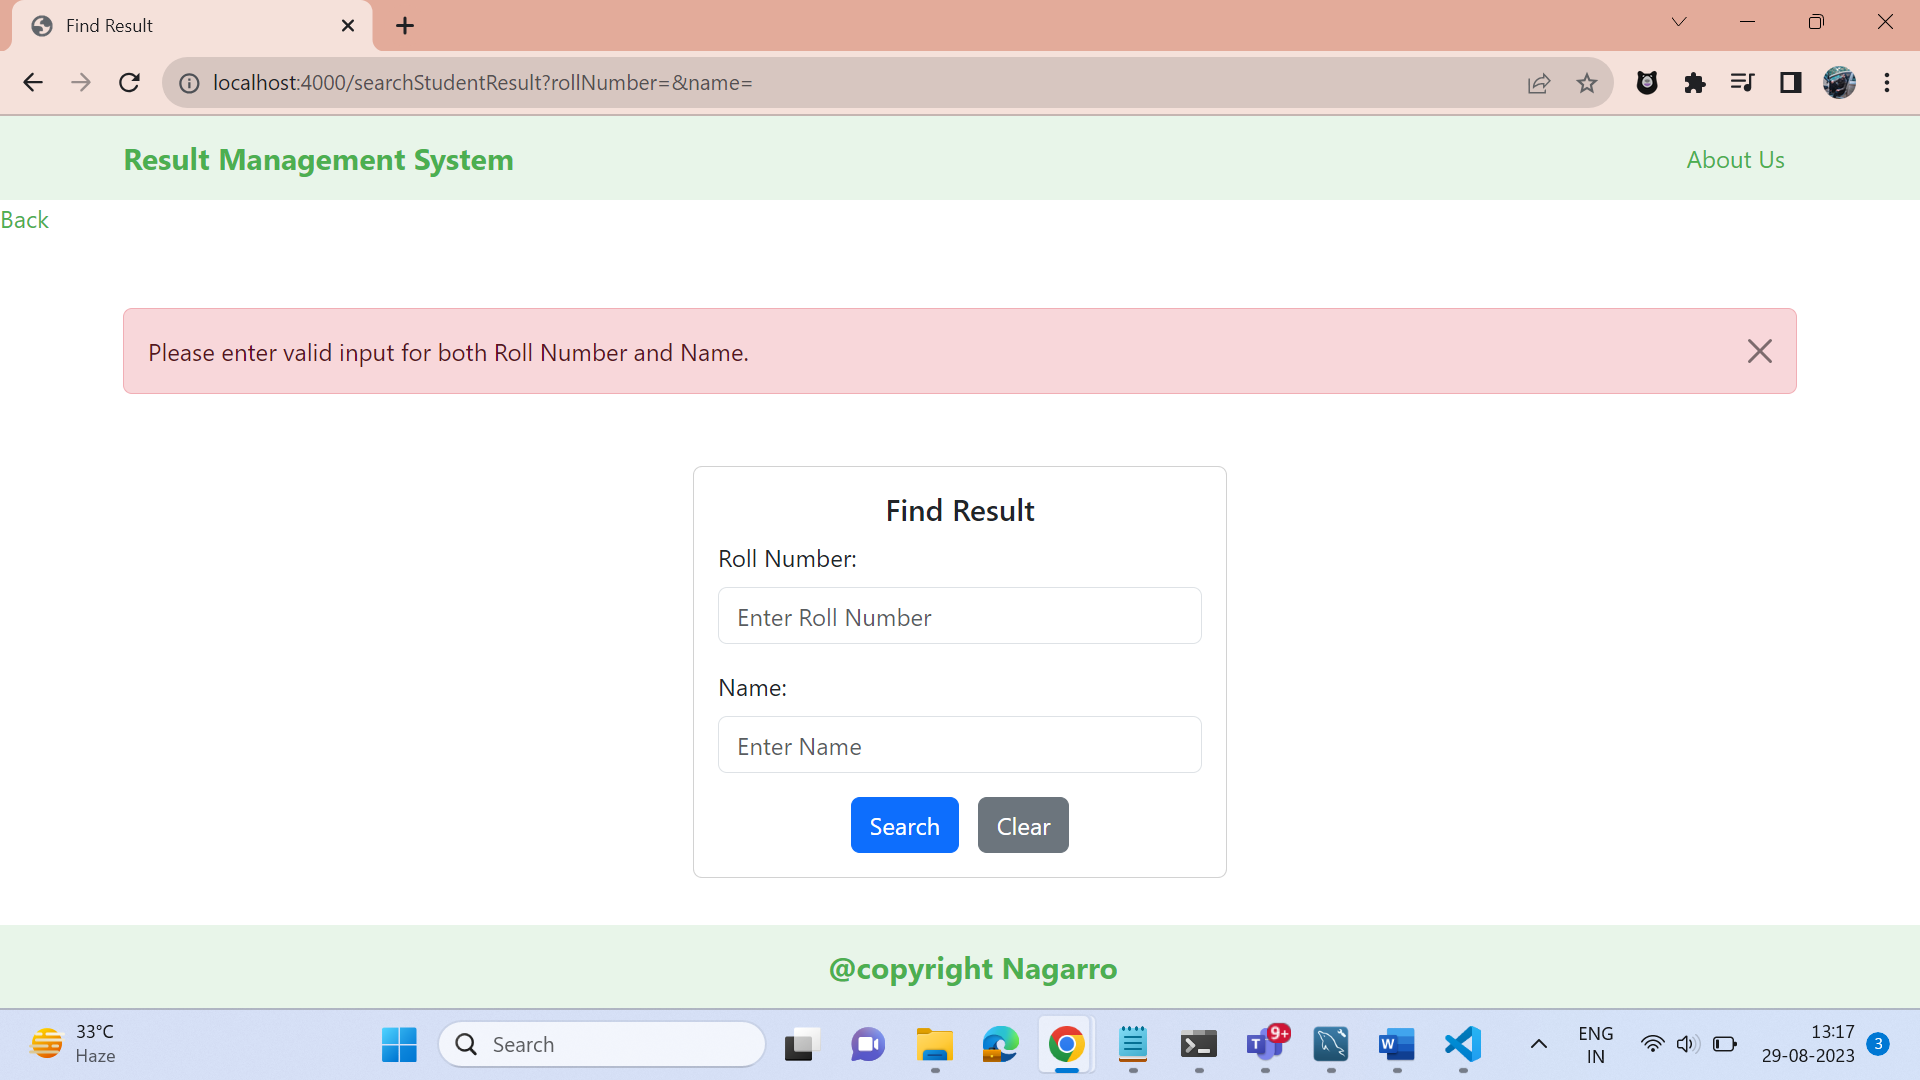 Find Result
localhost:4000/searchStudentResult?rollNumber=&name=
Result Management System
About Us
Back
Please enter valid input for both Roll Number and Name.
Find Result
Roll Number:
Enter Roll Number
Name:
Enter Name
Search
Clear
@copyright Nagarro
33°C
Haze
Search
9+
T
W
ENG
IN
13:17
29-08-2023
3